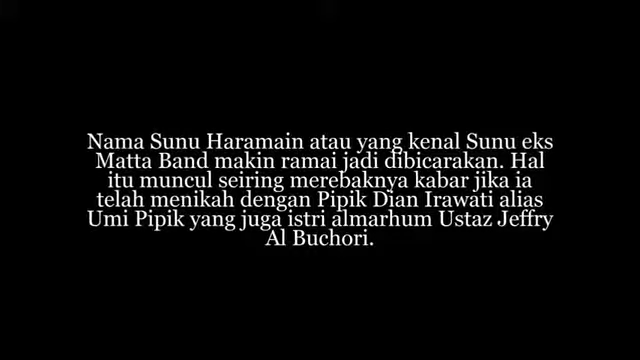 Nama Sunu Haramain atau yang kenal Sunu eks
Matta Band makin ramai jadi dibicarakan. Hal
itu muncul seiring merebaknya kabar jika ia
telah menikah dengan Pipik Dian Irawati alias
Umi Pipik yang juga istri almarhum Ustaz Jeffry
Al Buchori.